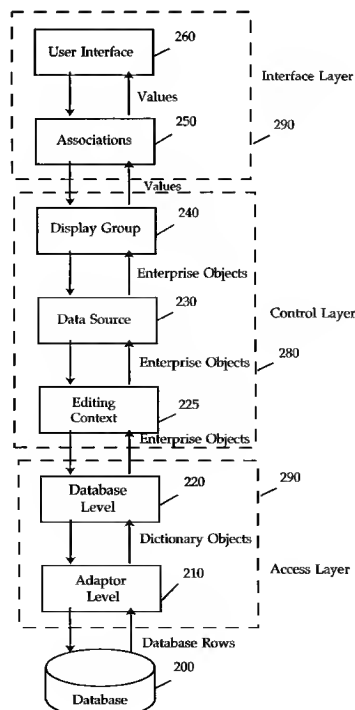 260
User Interface
Interface Layer
Values
250
290
Associations
Values
240
Display Group
Enterprise Objects
230
Data Source
Control Layer
Enterprise Objects
280
225
Editing
Context
Enterprise Objects
220
290
Database
Level
Dictionary Objects
210
Adaptor
Level
Access Layer
Database Rows
200
Database